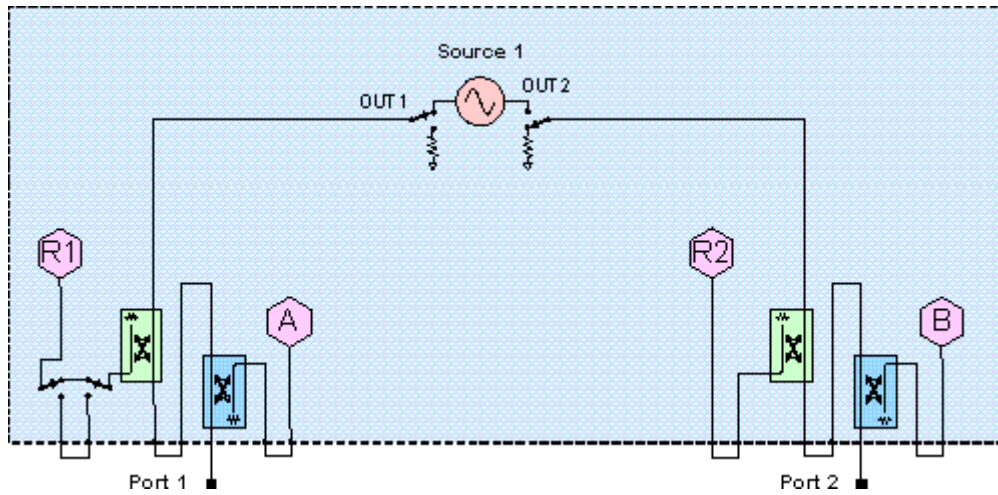 Source 1
OUT 1
OUT 2
R1
A
R2
B
Port 1
Port 2